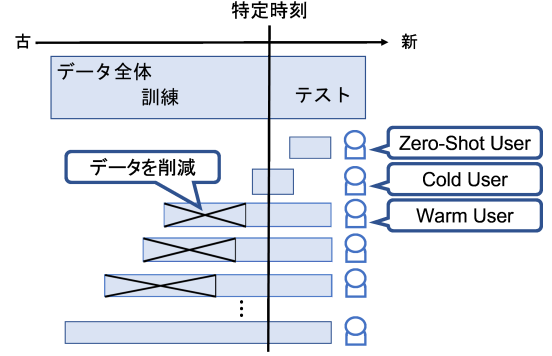 特定時刻
古
新
データ全体
訓練
テスト
Zero-Shot User
データを削減
Cold User
Warm User
⋮